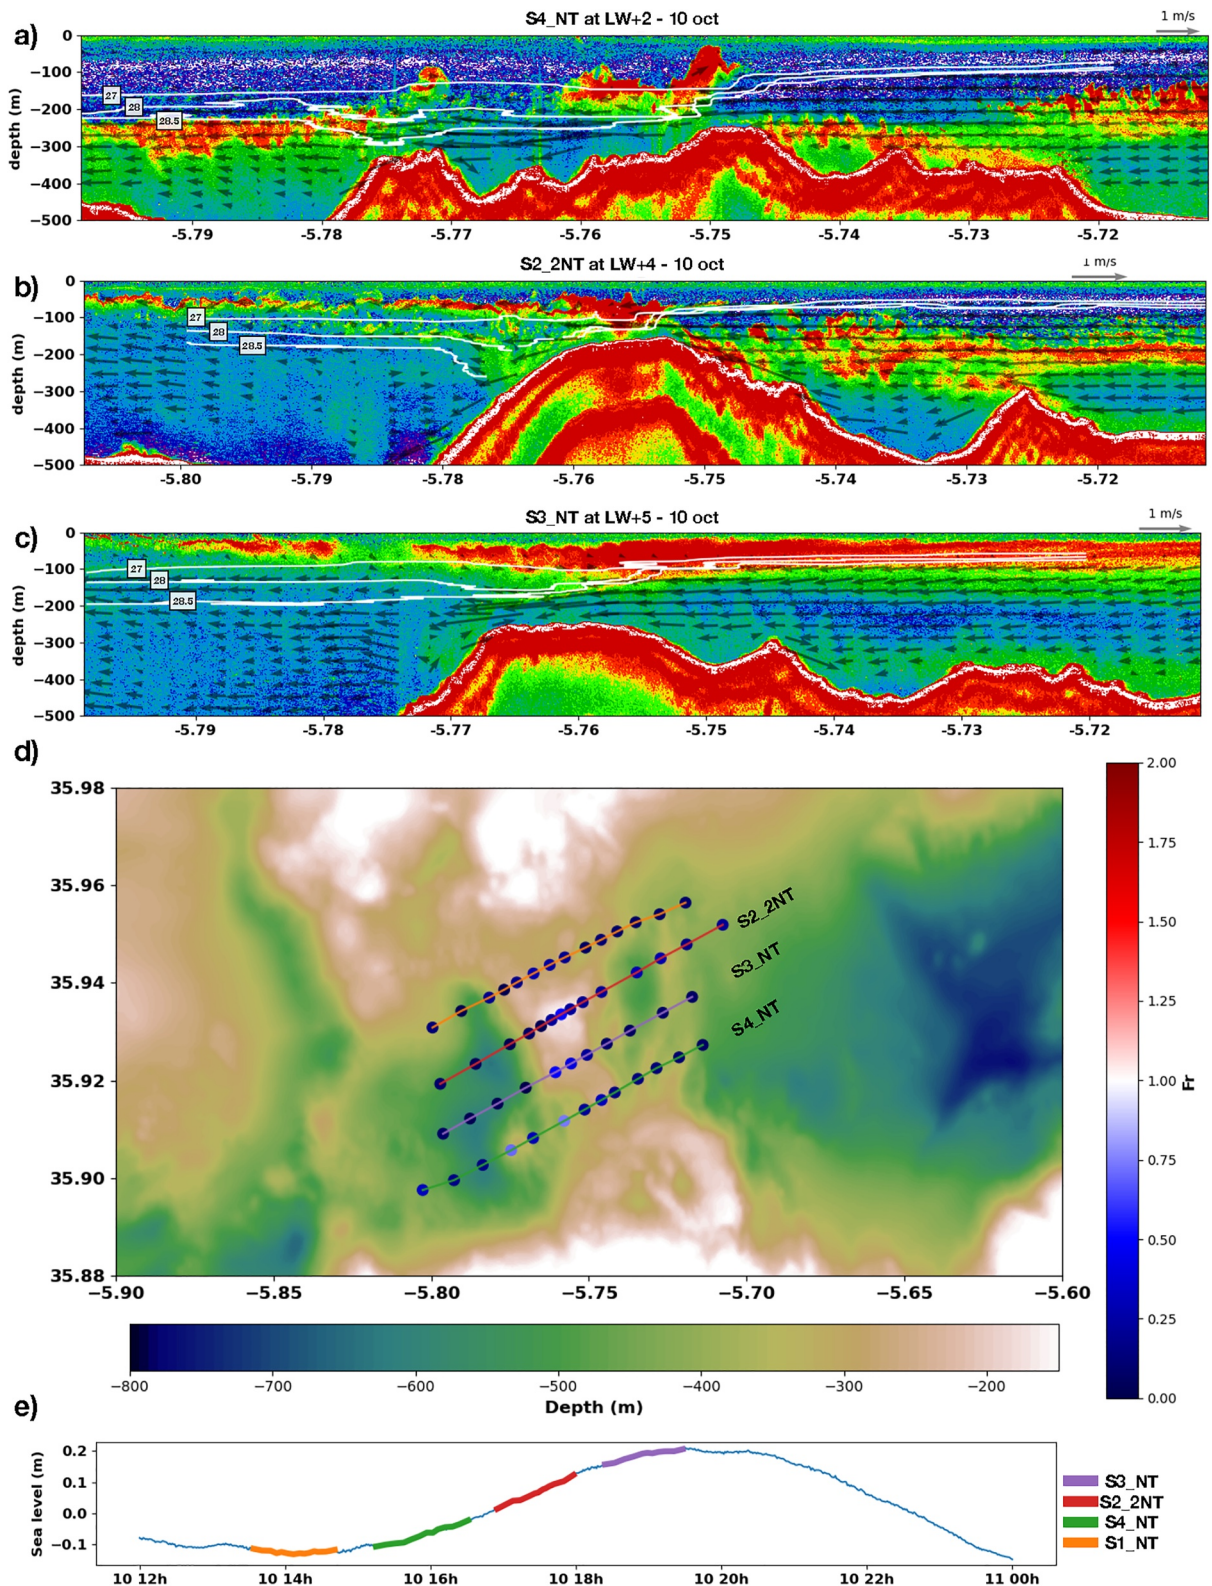 S4_NT at LW+2 - 10 oct
1 m/s
a)
0
−100
−200
−300
−400
−500
depth (m)
27
28
28.5
-5.79
-5.78
-5.77
-5.76
-5.75
-5.74
-5.73
-5.72
S2_2NT at LW+4 - 10 oct
1 m/s
b)
0
−100
−200
−300
−400
−500
depth (m)
27
28
28.5
-5.80
-5.79
-5.78
-5.77
-5.76
-5.75
-5.74
-5.73
-5.72
S3_NT at LW+5 - 10 oct
1 m/s
c)
0
−100
−200
−300
−400
−500
depth (m)
27
28
28.5
-5.79
-5.78
-5.77
-5.76
-5.75
-5.74
-5.73
-5.72
d)
35.98
35.96
35.94
35.92
35.90
35.88
−5.90
−5.85
−5.80
−5.75
−5.70
−5.65
−5.60
S2_2NT
S3_NT
S4_NT
2.00
1.75
1.50
1.25
1.00
0.75
0.50
0.25
0.00
Fr
−800
−700
−600
−500
−400
−300
−200
Depth (m)
e)
0.2
0.1
0.0
−0.1
Sea level (m)
10 12h
10 14h
10 16h
10 18h
10 20h
10 22h
11 00h
S3_NT
S2_2NT
S4_NT
S1_NT